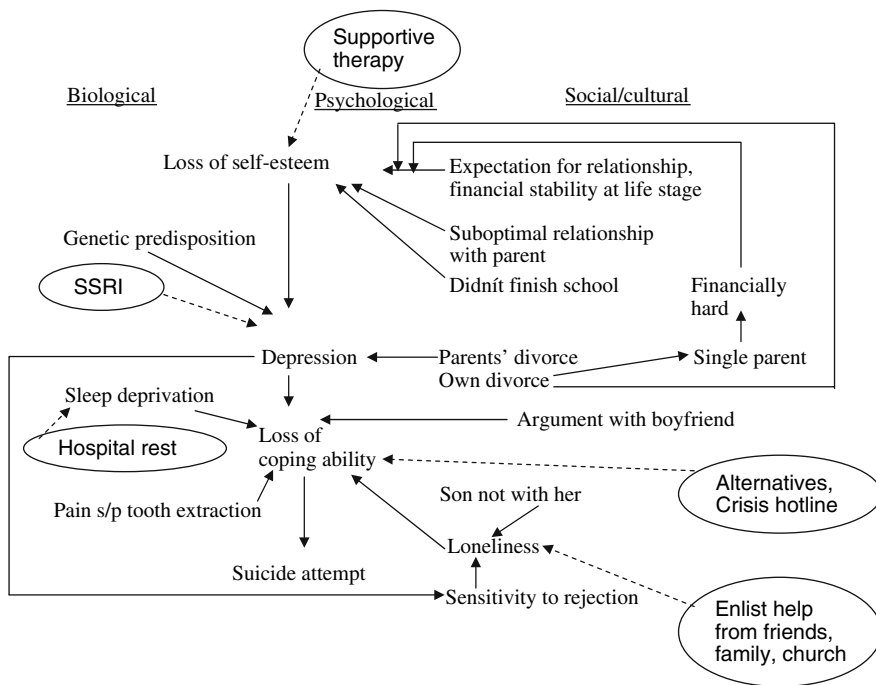 Supportive
therapy
Biological
Psychological
Social/cultural
Loss of self-esteem
Expectation for relationship,
financial stability at life stage
Genetic predisposition
Suboptimal relationship
with parent
SSRI
Didnít finish school
Financially
hard
Depression
Parents’ divorce
Own divorce
Single parent
Sleep deprivation
Argument with boyfriend
Hospital rest
Loss of
coping ability
Alternatives,
Crisis hotline
Pain s/p tooth extraction
Son not with her
Loneliness
Suicide attempt
Sensitivity to rejection
Enlist help
from friends,
family, church